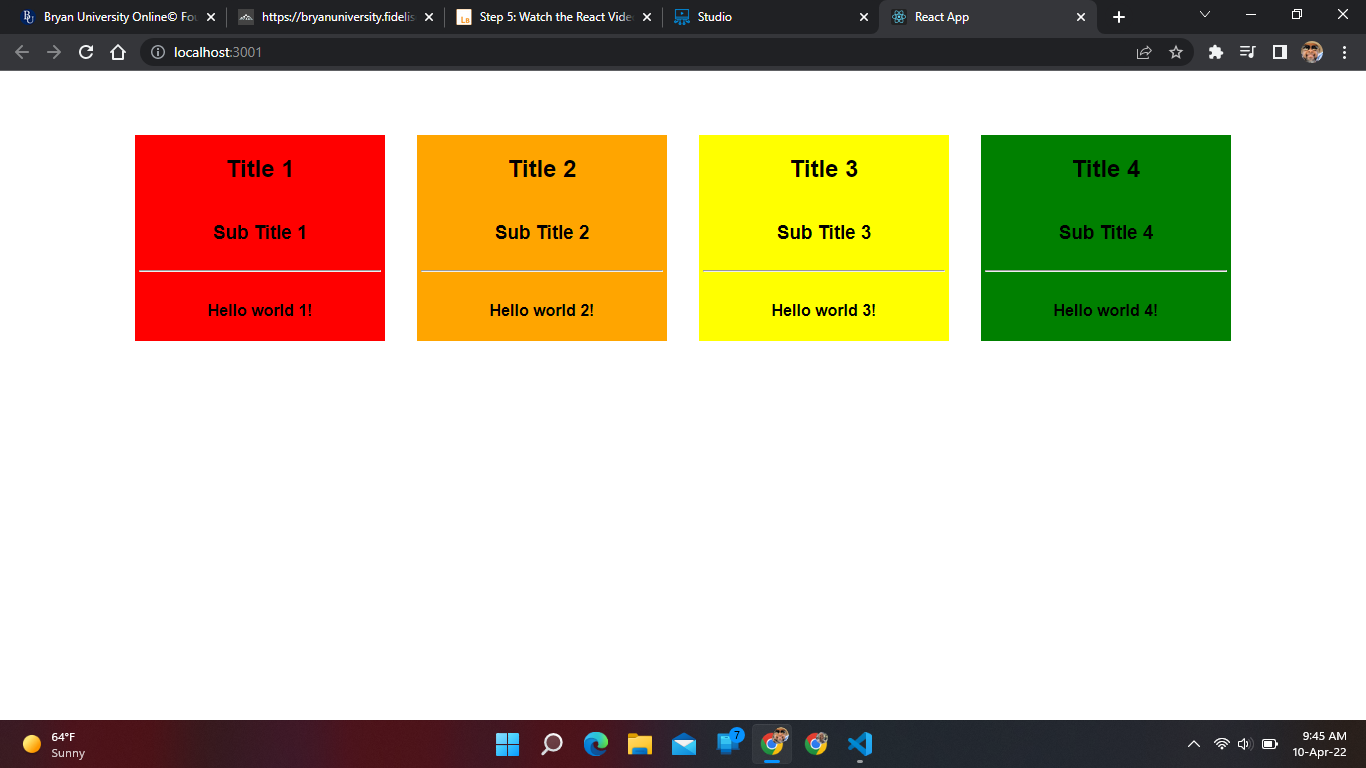 Bryan University Online© Fou
https://bryanuniversity.fidelis
Step 5: Watch the React Vide
Studio
React App
localhost:3001
Title 1
Sub Title 1
Hello world 1!
Title 2
Sub Title 2
Hello world 2!
Title 3
Sub Title 3
Hello world 3!
Title 4
Sub Title 4
Hello world 4!
64°F
Sunny
7
9:45 AM
10-Apr-22